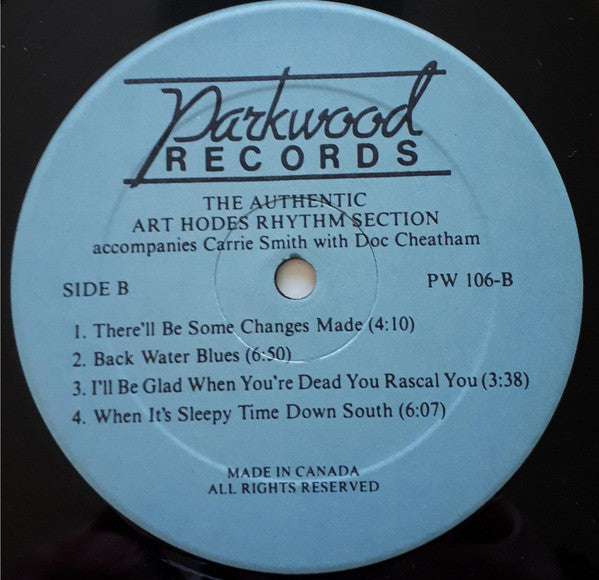 Parkwood
RECORDS
THE AUTHENTIC
ART HODES RHYTHM SECTION
accompanies Carrie Smith with Doc Cheatham
SIDE B
PW 106-B
1. There'll Be Some Changes Made (4:10)
2. Back Water Blues (6:50)
3. I'll Be Glad When You're Dead You Rascal You (3:38)
4. When It's Sleepy Time Down South (6:07)
MADE IN CANADA
ALL RIGHTS RESERVED